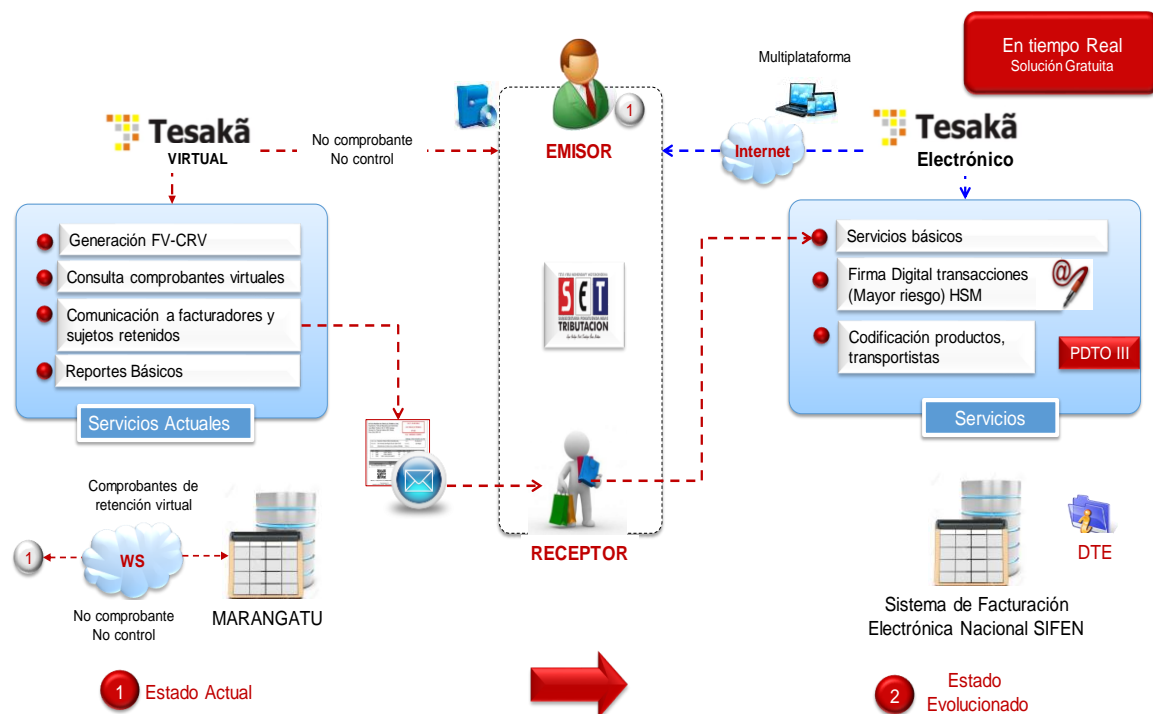 En tiempo Real
Solución Gratuita
Multiplataforma
1
Tesakã
VIRTUAL
No comprobante
No control
EMISOR
Internet
Tesakã
Electrónico
Generación FV-CRV
Consulta comprobantes virtuales
Comunicación a facturadores y
sujetos retenidos
Reportes Básicos
Servicios Actuales
SET
TRIBUTACION
Servicios básicos
Firma Digital transacciones
(Mayor riesgo) HSM
Codificación productos,
transportistas
PDTO III
Servicios
Comprobantes de
retención virtual
1
WS
No comprobante
No control
MARANGATU
RECEPTOR
DTE
Sistema de Facturación
Electrónica Nacional SIFEN
1 Estado Actual
2 Estado
Evolucionado